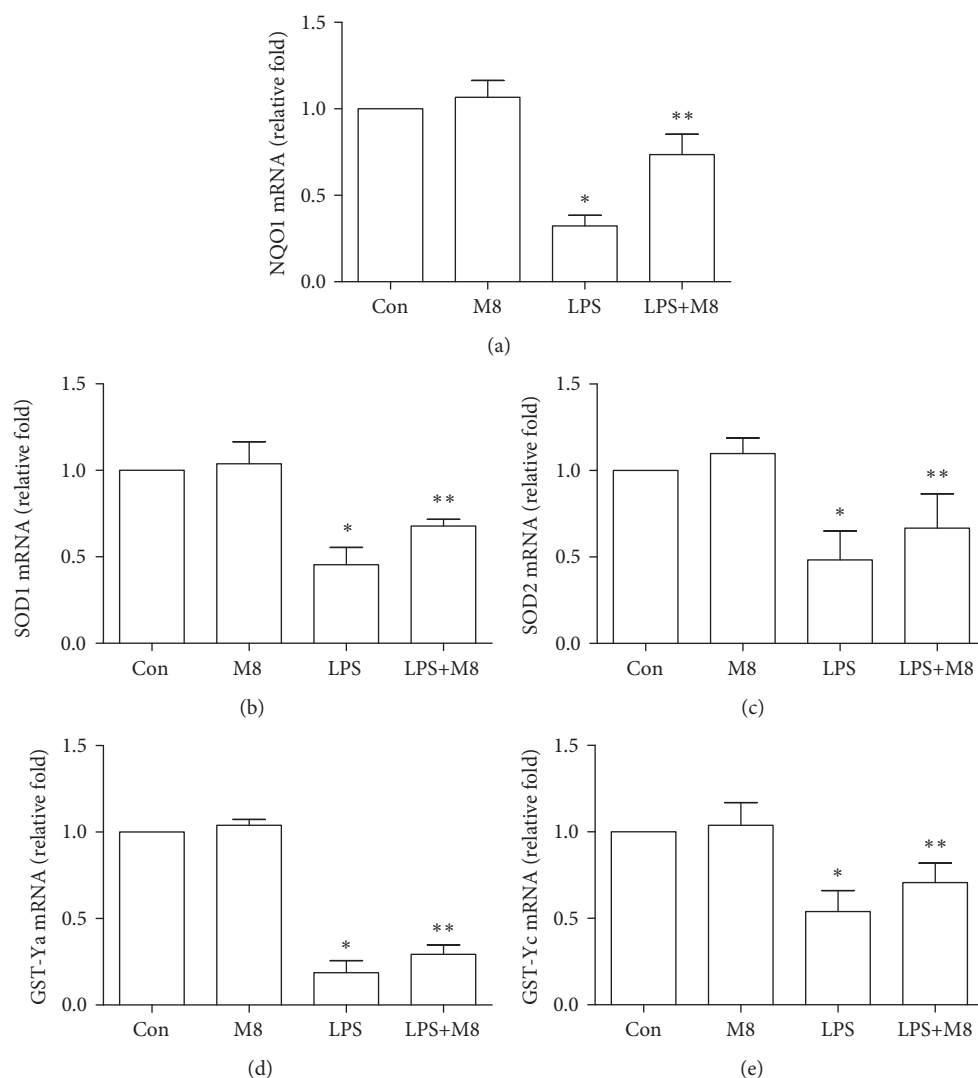 NQO1 mRNA (relative fold)
1.5
1.0
0.5
0.0
*
**
Con M8 LPS LPS+M8
(a)
SOD1 mRNA (relative fold)
1.5
1.0
0.5
0.0
*
**
Con M8 LPS LPS+M8
(b)
SOD2 mRNA (relative fold)
1.5
1.0
0.5
0.0
*
**
Con M8 LPS LPS+M8
(c)
GST-Ya mRNA (relative fold)
1.5
1.0
0.5
0.0
*
**
Con M8 LPS LPS+M8
(d)
GST-Yc mRNA (relative fold)
1.5
1.0
0.5
0.0
*
**
Con M8 LPS LPS+M8
(e)